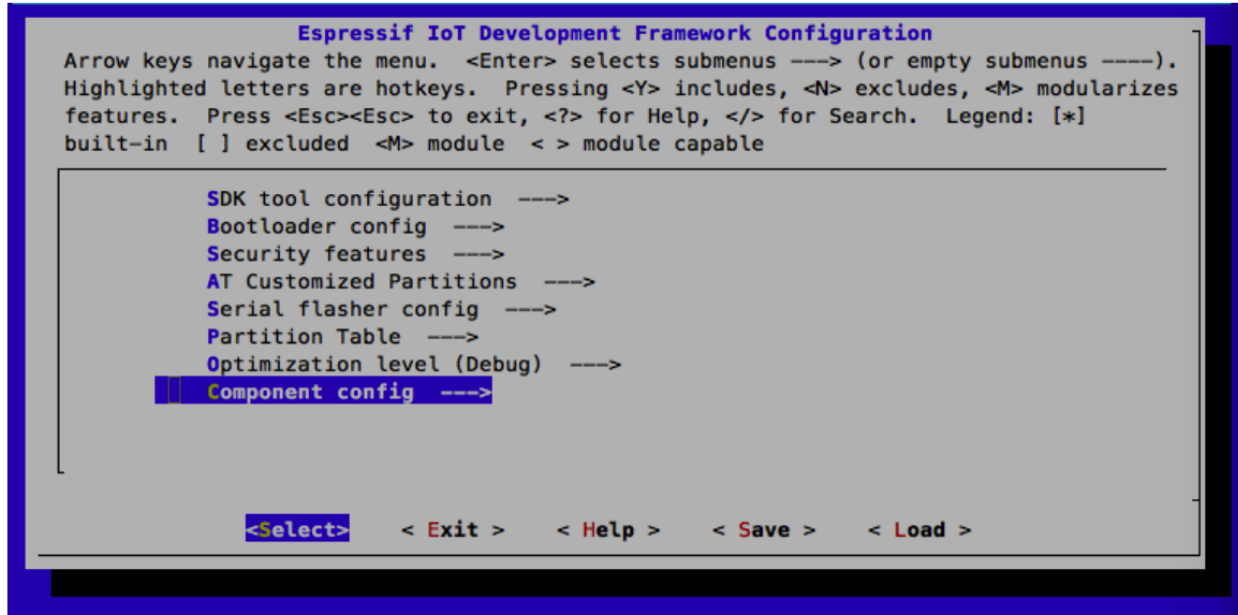 Espressif IoT Development Framework Configuration
Arrow keys navigate the menu.  <Enter> selects submenus ---> (or empty submenus ----).
Highlighted letters are hotkeys.  Pressing <Y> includes, <N> excludes, <M> modularizes
features.  Press <Esc><Esc> to exit, <?> for Help, </> for Search.  Legend: [*]
built-in  [ ] excluded  <M> module  < > module capable
SDK tool configuration  --->
Bootloader config  --->
Security features  --->
AT Customized Partitions  --->
Serial flasher config  --->
Partition Table  --->
Optimization level (Debug)  --->
Component config  --->
<Select>    < Exit >    < Help >    < Save >    < Load >